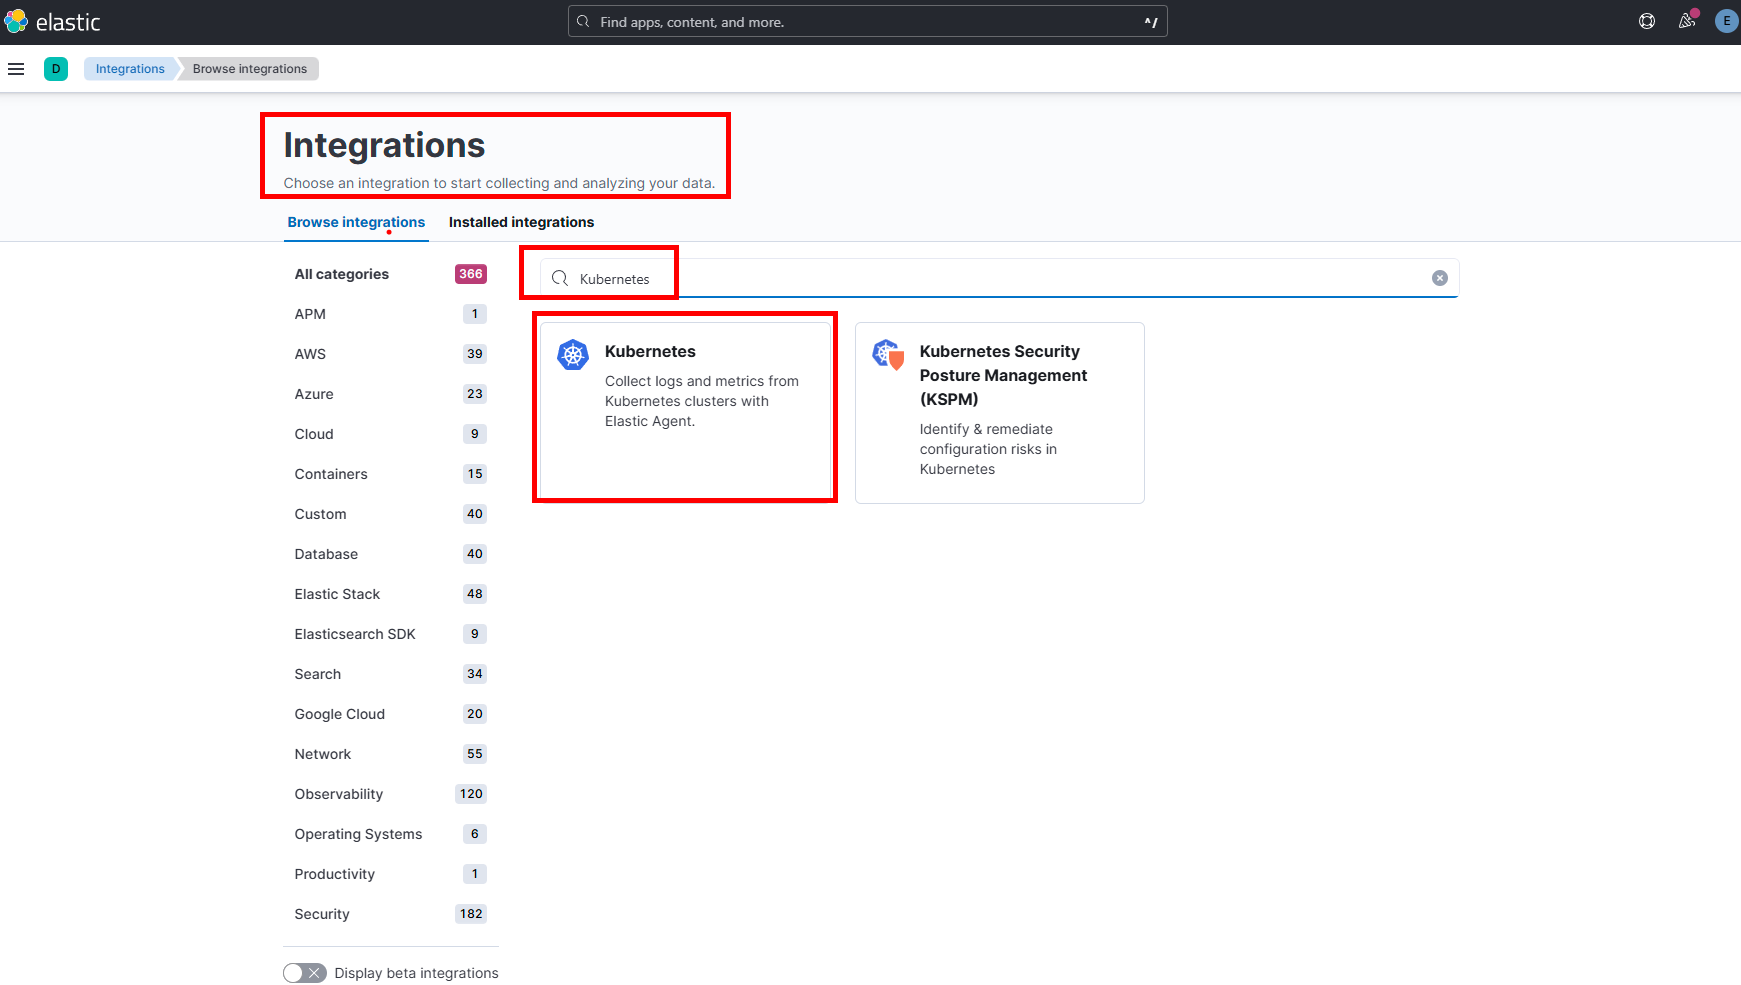 elastic
Find apps, content, and more.
^/
E
D
Integrations
Browse integrations
Integrations
Choose an integration to start collecting and analyzing your data.
Browse integrations
Installed integrations
All categories 366
APM 1
AWS 39
Azure 23
Cloud 9
Containers 15
Custom 40
Database 40
Elastic Stack 48
Elasticsearch SDK 9
Search 34
Google Cloud 20
Network 55
Observability 120
Operating Systems 6
Productivity 1
Security 182
Display beta integrations
Kubernetes
Kubernetes
Collect logs and metrics from
Kubernetes clusters with
Elastic Agent.
Kubernetes Security
Posture Management
(KSPM)
Identify & remediate
configuration risks in
Kubernetes